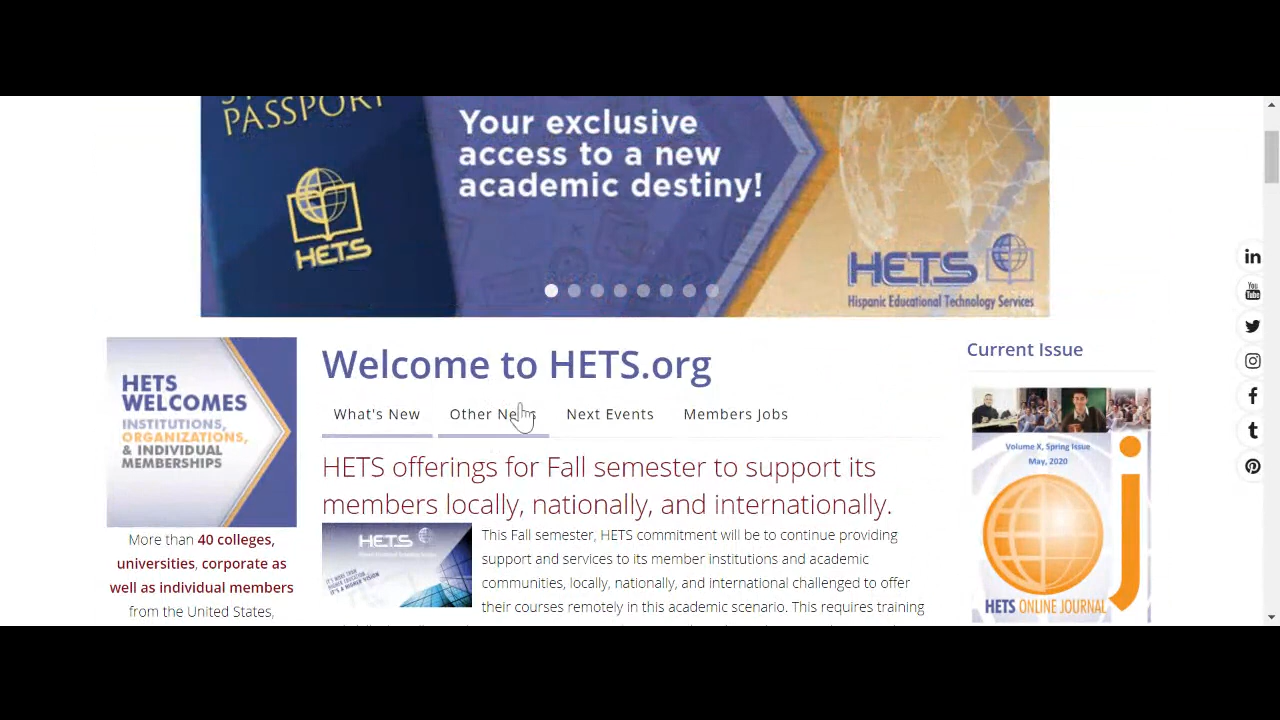 PASSPORT
HETS
Your exclusive
access to a new
academic destiny!
HETS
Hispanic Educational Technology Services
HETS
WELCOMES
INSTITUTIONS,
ORGANIZATIONS,
& INDIVIDUAL
MEMBERSHIPS
More than 40 colleges,
universities, corporate as
well as individual members
from the United States,
Welcome to HETS.org
What's New Other News Next Events Members Jobs
HETS offerings for Fall semester to support its
members locally, nationally, and internationally.
HETS
This Fall semester, HETS commitment will be to continue providing
support and services to its member institutions and academic
communities, locally, nationally, and international challenged to offer
their courses remotely in this academic scenario. This requires training
Current Issue
Volume X, Spring Issue
May, 2020
HETS ONLINE JOURNAL
in
You
Tube
f
t